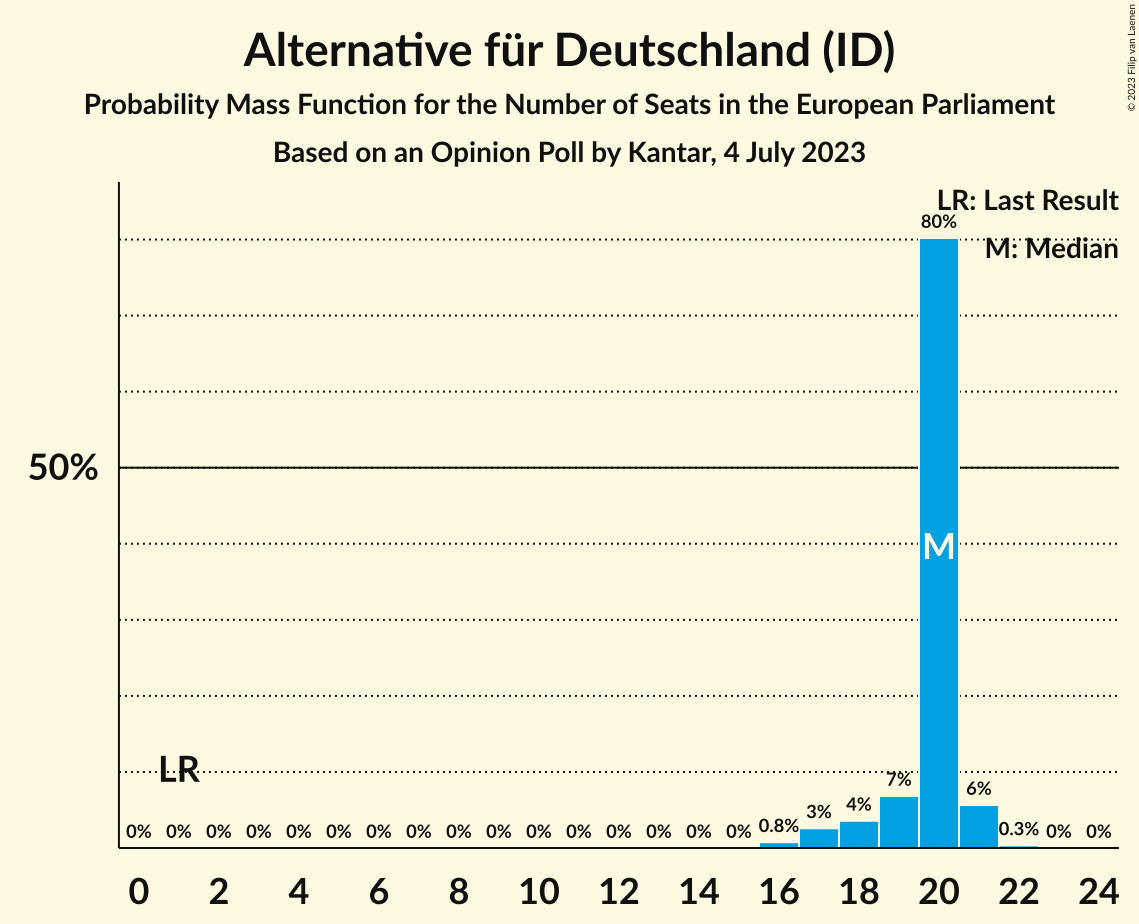 Alternative für Deutschland (ID)
Probability Mass Function for the Number of Seats in the European Parliament
Based on an Opinion Poll by Kantar, 4 July 2023
© 2023 Filip van Laenen
LR: Last Result
M: Median
80%
50%
M
LR
0% 0% 0% 0% 0% 0% 0% 0% 0% 0% 0% 0% 0% 0% 0% 0% 0.8% 3% 4% 7% 6% 0.3% 0% 0%
0 2 4 6 8 10 12 14 16 18 20 22 24